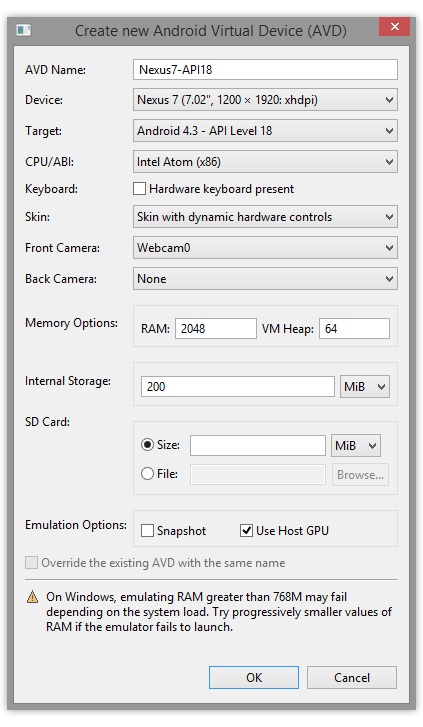 Create new Android Virtual Device (AVD)
AVD Name: Nexus7-API18
Device: Nexus 7 (7.02", 1200 × 1920: xhdpi)
Target: Android 4.3 - API Level 18
CPU/ABI: Intel Atom (x86)
Keyboard: Hardware keyboard present
Skin: Skin with dynamic hardware controls
Front Camera: Webcam0
Back Camera: None
Memory Options: RAM: 2048 VM Heap: 64
Internal Storage: 200 MiB
SD Card:
Size: MiB
File: Browse...
Emulation Options: Snapshot Use Host GPU
Override the existing AVD with the same name
On Windows, emulating RAM greater than 768M may fail
depending on the system load. Try progressively smaller values of
RAM if the emulator fails to launch.
OK Cancel